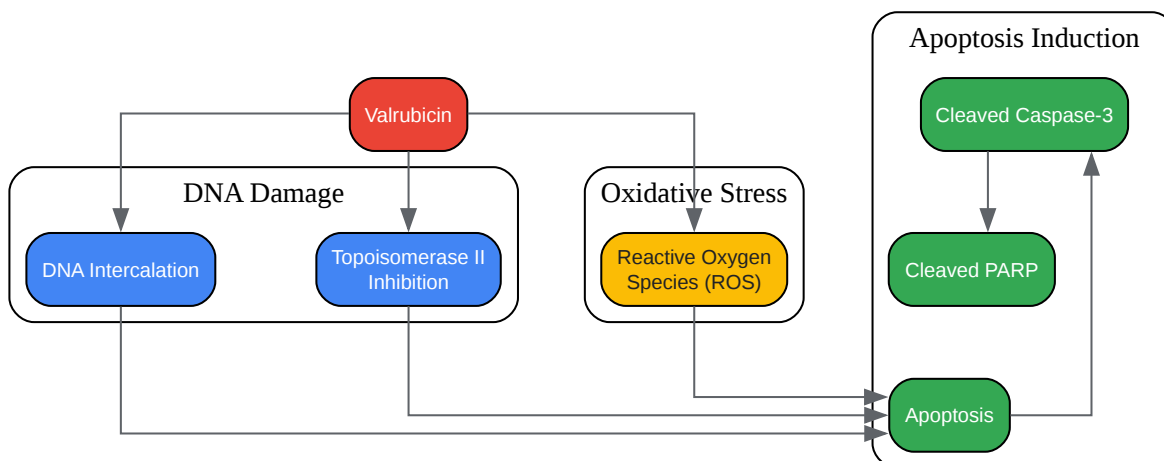 Apoptosis Induction
Valrubicin
Cleaved Caspase-3
DNA Damage
Oxidative Stress
DNA Intercalation
Topoisomerase II
Inhibition
Reactive Oxygen
Species (ROS)
Cleaved PARP
Apoptosis